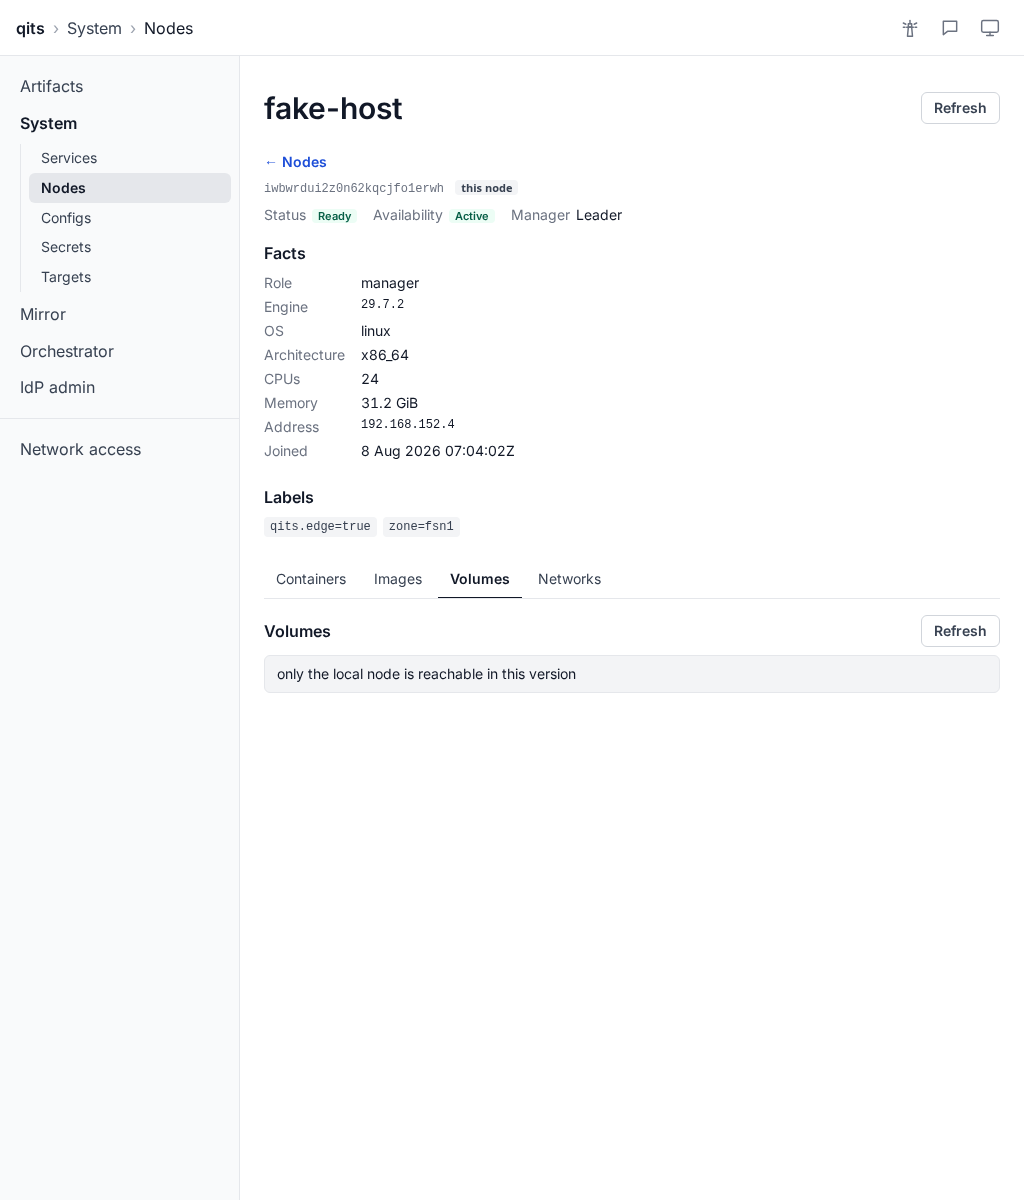 qits › System › Nodes
Artifacts
System
Services
Nodes
Configs
Secrets
Targets
Mirror
Orchestrator
IdP admin
Network access
fake-host
Refresh
← Nodes
iwbwrdui2z0n62kqcjfo1erwh this node
Status Ready Availability Active Manager Leader
Facts
Role manager
Engine 29.7.2
OS linux
Architecture x86_64
CPUs 24
Memory 31.2 GiB
Address 192.168.152.4
Joined 8 Aug 2026 07:04:02Z
Labels
qits.edge=true zone=fsn1
Containers Images Volumes Networks
Volumes
Refresh
only the local node is reachable in this version